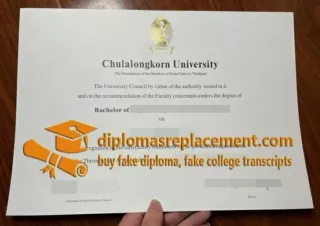 Chulalongkorn University
The University Council by virtue of the authority vested in it
and on the recommendation of the Faculty concerned confers the degree of
Bachelor of
on
diplomasreplacement.com
buy fake diploma, fake college transcripts